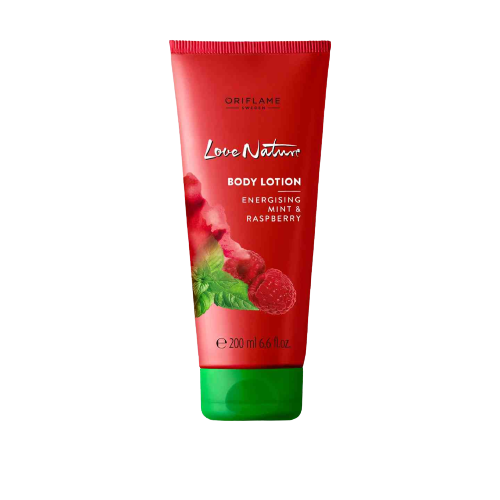 ORIFLAME
SWEDEN
Love Nature
BODY LOTION
ENERGISING
MINT &
RASPBERRY
℮ 200 ml 6.6 fl.oz.